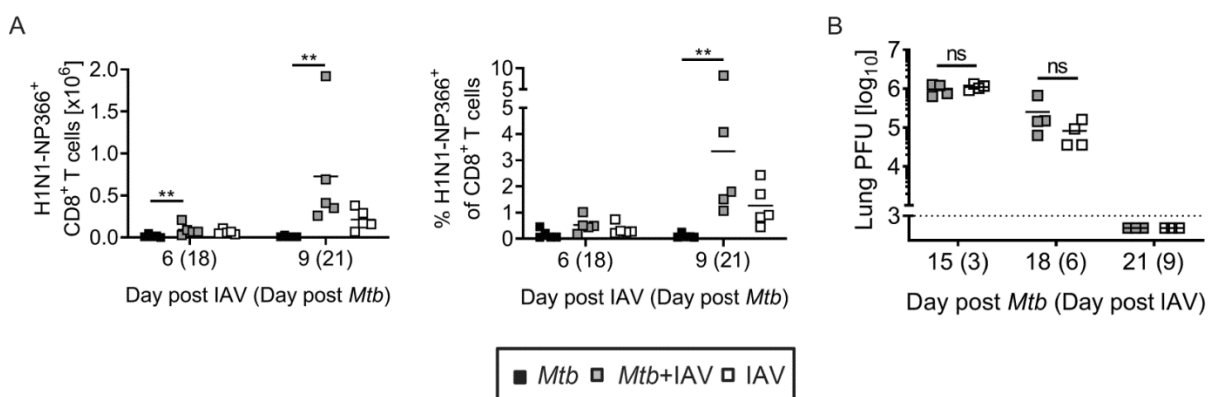 A
H1N1-NP366⁺
CD8⁺ T cells [x10⁶]
2.0
1.5
1.0
0.5
0.0
**
**
6 (18)
9 (21)
Day post IAV (Day post Mtb)
% H1N1-NP366⁺
of CD8⁺ T cells
10
5
5
4
3
2
1
0
**
6 (18)
9 (21)
Day post IAV (Day post Mtb)
B
Lung PFU [log₁₀]
7
6
5
4
3
ns
ns
15 (3)
18 (6)
21 (9)
Day post Mtb (Day post IAV)
Mtb Mtb+IAV IAV